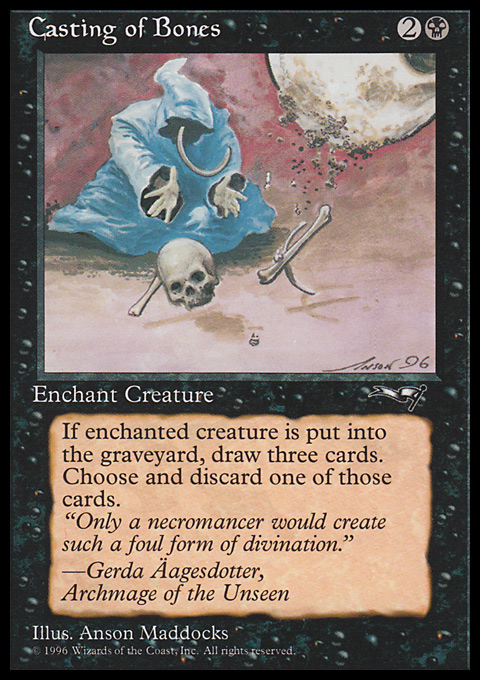 Casting of Bones 2
Anson 96
Enchant Creature
If enchanted creature is put into
the graveyard, draw three cards.
Choose and discard one of those
cards.
“Only a necromancer would create
such a foul form of divination.”
—Gerda Äagesdotter,
Archmage of the Unseen
Illus. Anson Maddocks
© 1996 Wizards of the Coast, Inc. All rights reserved.